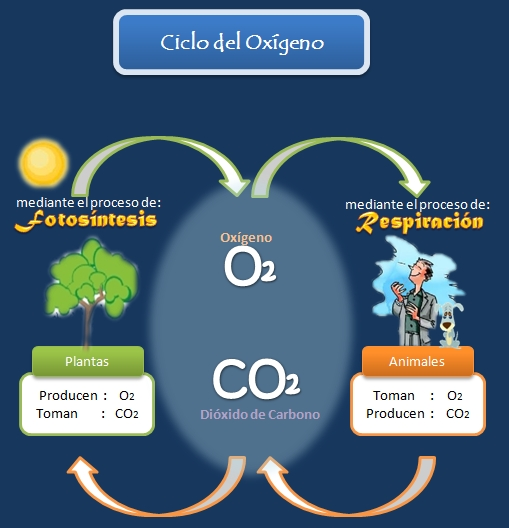 Ciclo del Oxígeno
mediante el proceso de:
Fotosíntesis
mediante el proceso de:
Respiración
Oxígeno
O2
CO2
Dióxido de Carbono
Plantas
Producen : O2
Toman : CO2
Animales
Toman : O2
Producen : CO2